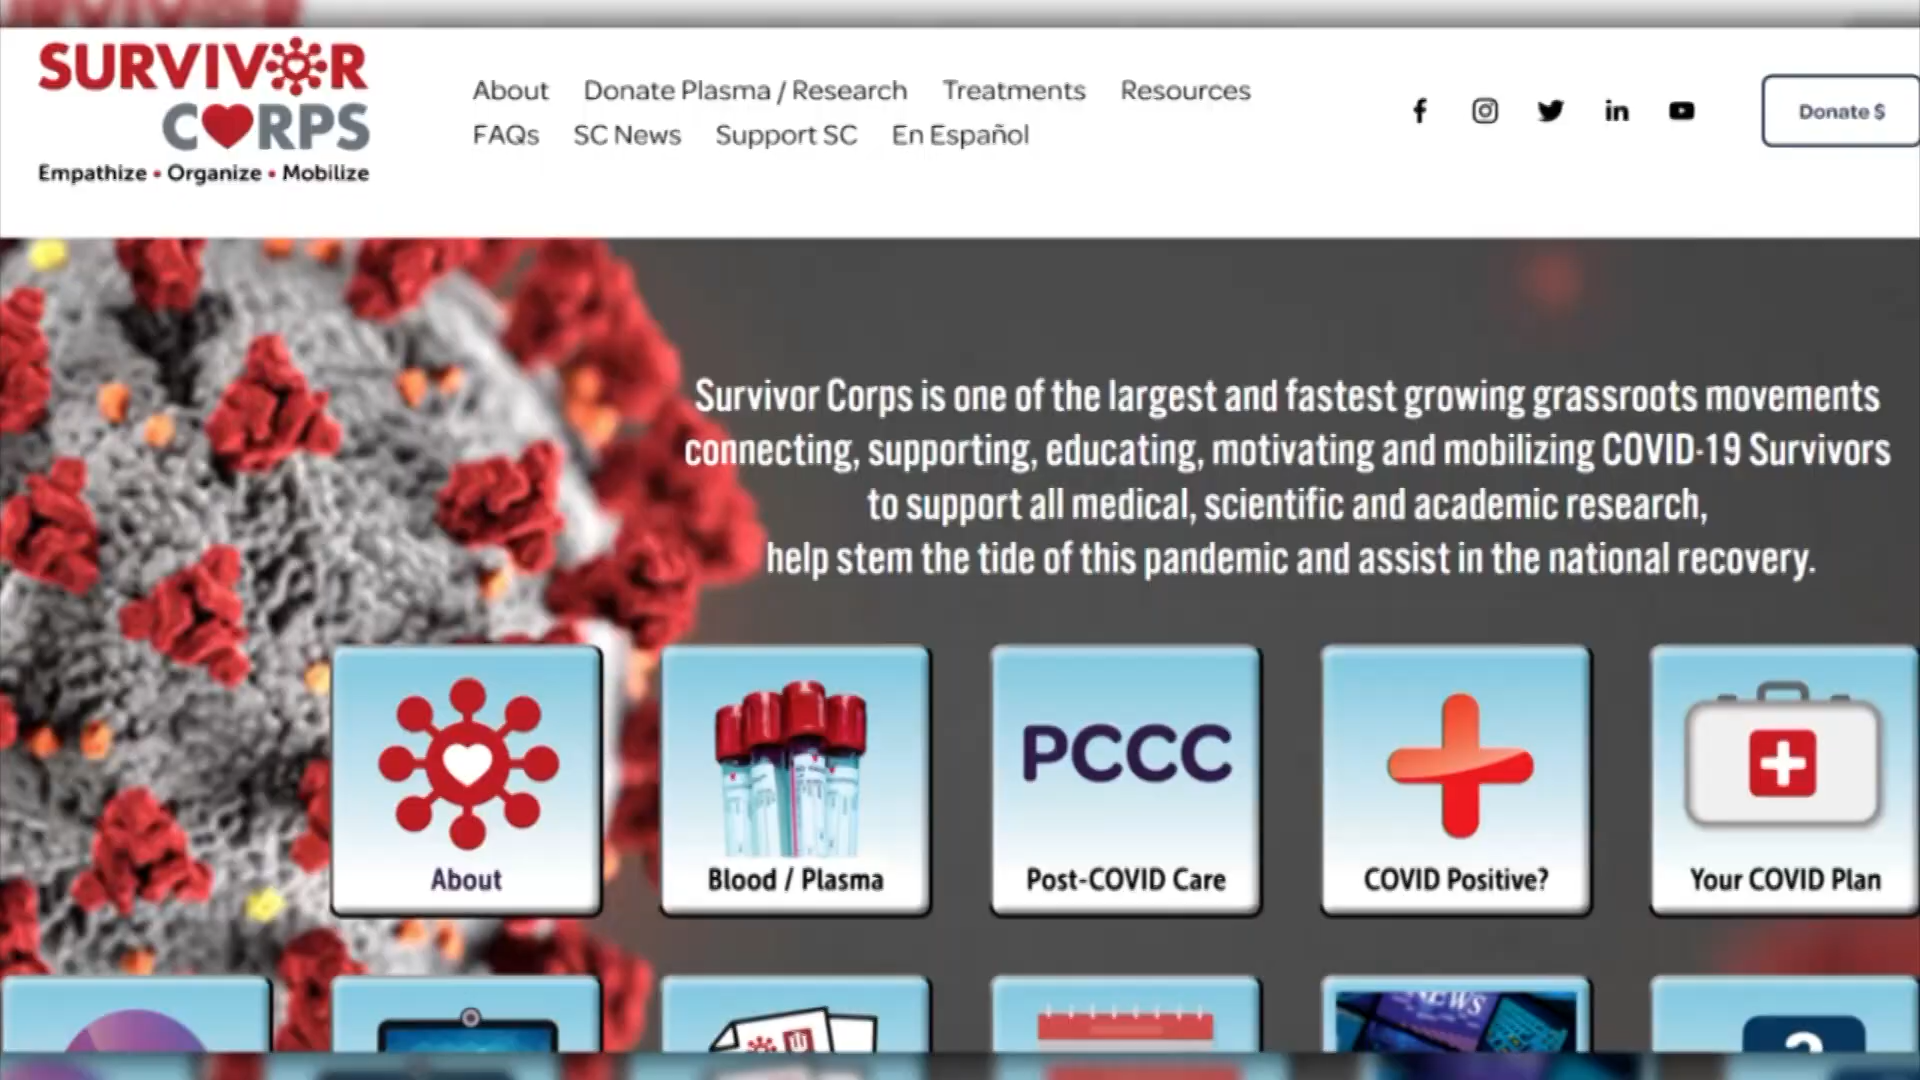 SURVIVOR
CORPS
Empathize • Organize • Mobilize
About Donate Plasma / Research Treatments Resources
FAQs SC News Support SC En Español
Donate $
Survivor Corps is one of the largest and fastest growing grassroots movements
connecting, supporting, educating, motivating and mobilizing COVID-19 Survivors
to support all medical, scientific and academic research,
help stem the tide of this pandemic and assist in the national recovery.
PCCC
About
Blood / Plasma
Post-COVID Care
COVID Positive?
Your COVID Plan
NEWS
?